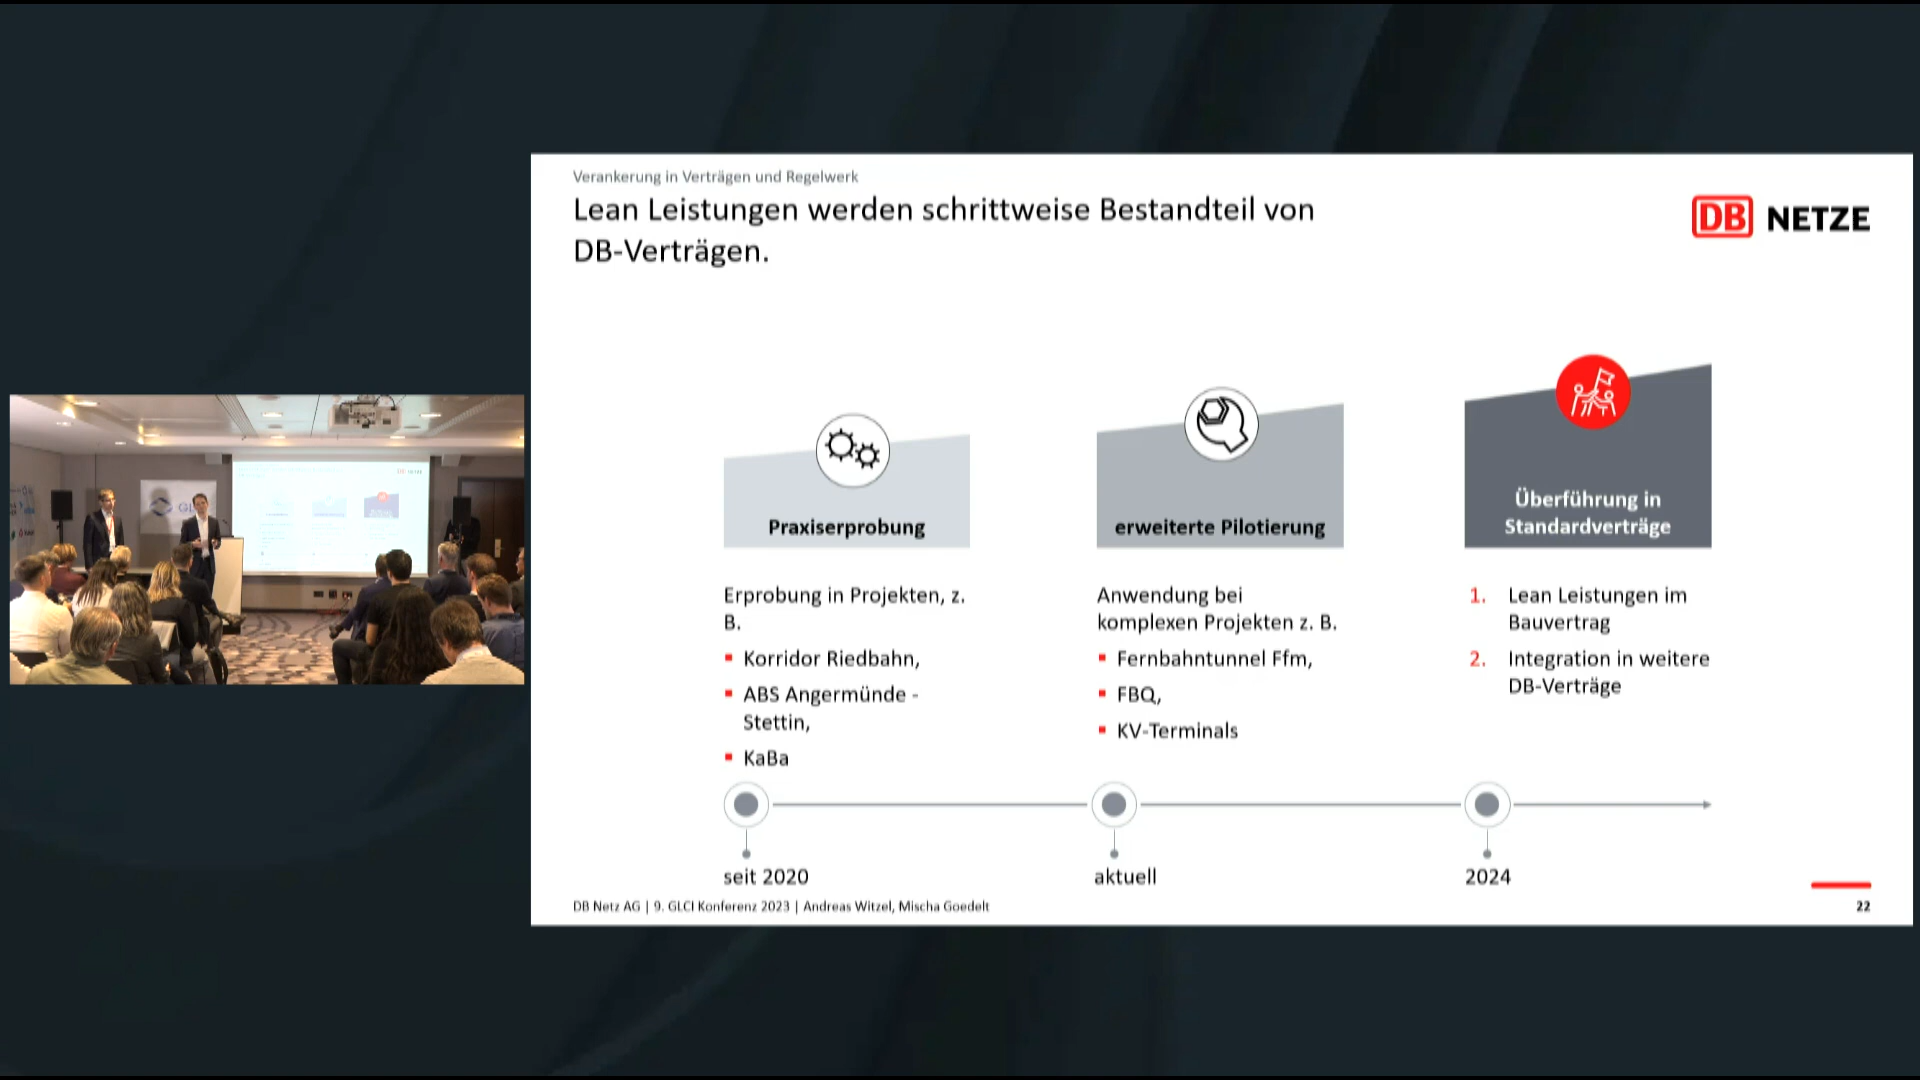 Verankerung in Verträgen und Regelwerk
Lean Leistungen werden schrittweise Bestandteil von
DB-Verträgen.
DB NETZE
Praxiserprobung
erweiterte Pilotierung
Überführung in
Standardverträge
Erprobung in Projekten, z.
B.
Korridor Riedbahn,
ABS Angermünde -
Stettin,
KaBa
Anwendung bei
komplexen Projekten z. B.
Fernbahntunnel Ffm,
FBQ,
KV-Terminals
1. Lean Leistungen im
Bauvertrag
2. Integration in weitere
DB-Verträge
seit 2020
aktuell
2024
DB Netz AG | 9. GLCI Konferenz 2023 | Andreas Witzel, Mischa Goedelt
22